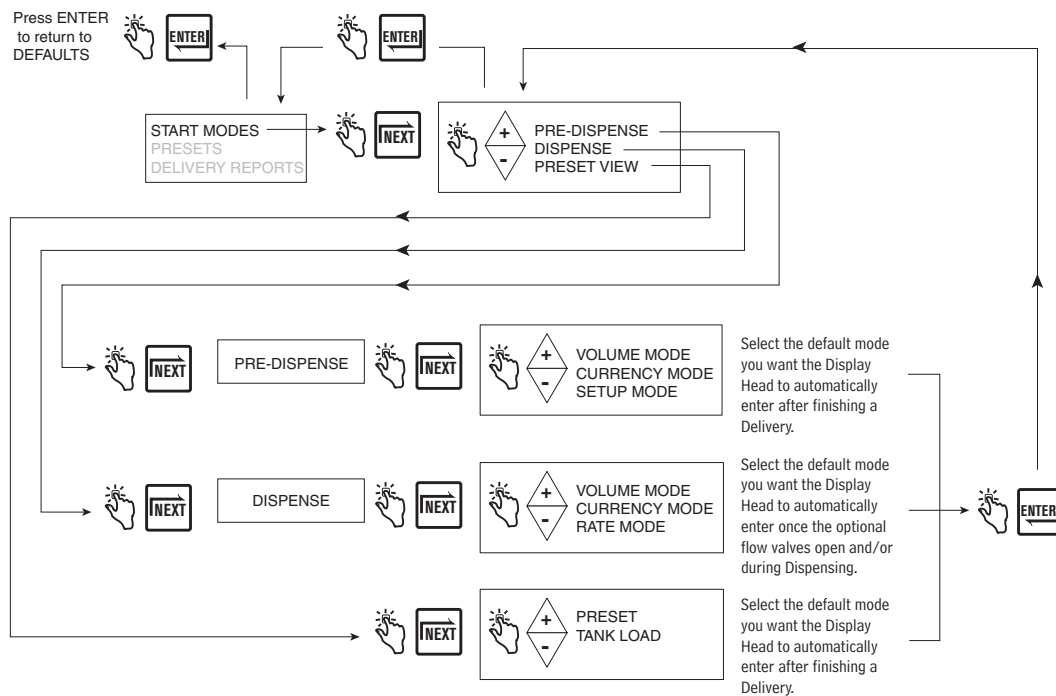 Press ENTER
to return to
DEFAULTS
ENTER
ENTER
START MODES
PRESETS
DELIVERY REPORTS
NEXT
+
-
PRE-DISPENSE
DISPENSE
PRESET VIEW
NEXT
PRE-DISPENSE
NEXT
+
-
VOLUME MODE
CURRENCY MODE
SETUP MODE
Select the default mode
you want the Display
Head to automatically
enter after finishing a
Delivery.
NEXT
DISPENSE
NEXT
+
-
VOLUME MODE
CURRENCY MODE
RATE MODE
Select the default mode
you want the Display
Head to automatically
enter once the optional
flow valves open and/or
during Dispensing.
ENTER
NEXT
+
-
PRESET
TANK LOAD
Select the default mode
you want the Display
Head to automatically
enter after finishing a
Delivery.